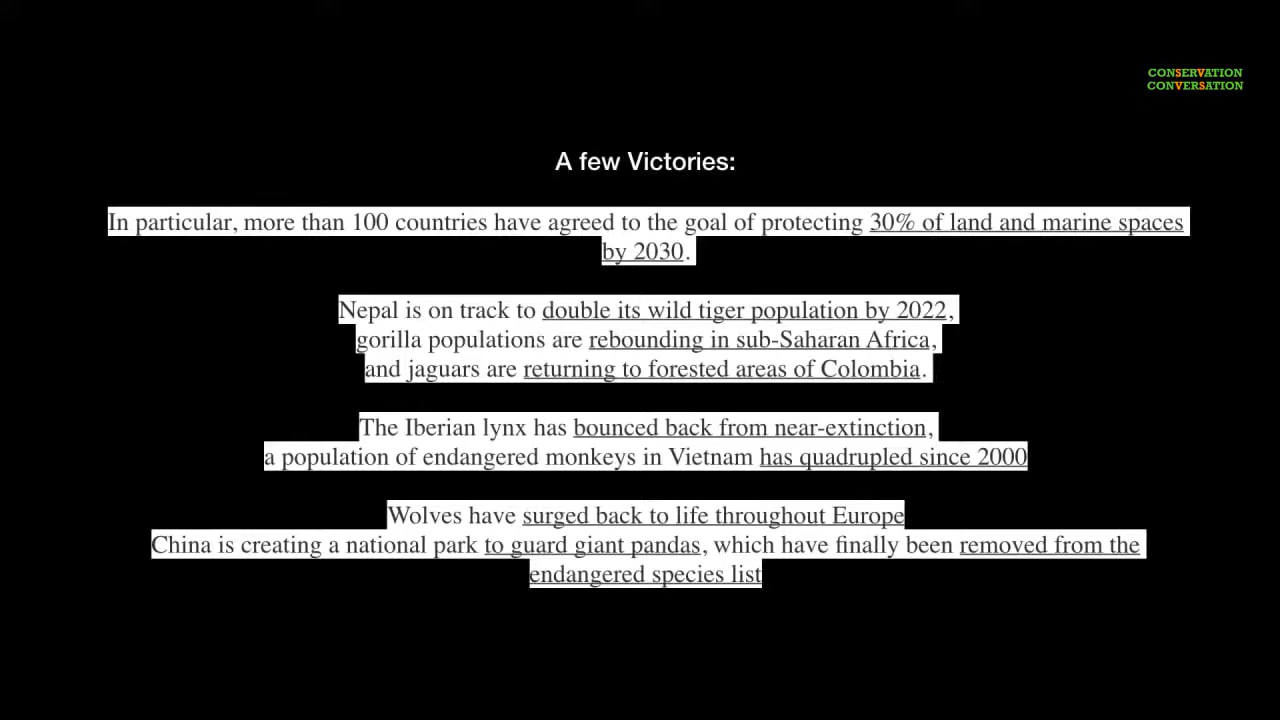 CONSERVATION
CONVERSATION
A few Victories:
In particular, more than 100 countries have agreed to the goal of protecting 30% of land and marine spaces
by 2030.
Nepal is on track to double its wild tiger population by 2022,
gorilla populations are rebounding in sub-Saharan Africa,
and jaguars are returning to forested areas of Colombia.
The Iberian lynx has bounced back from near-extinction,
a population of endangered monkeys in Vietnam has quadrupled since 2000
Wolves have surged back to life throughout Europe
China is creating a national park to guard giant pandas, which have finally been removed from the
endangered species list